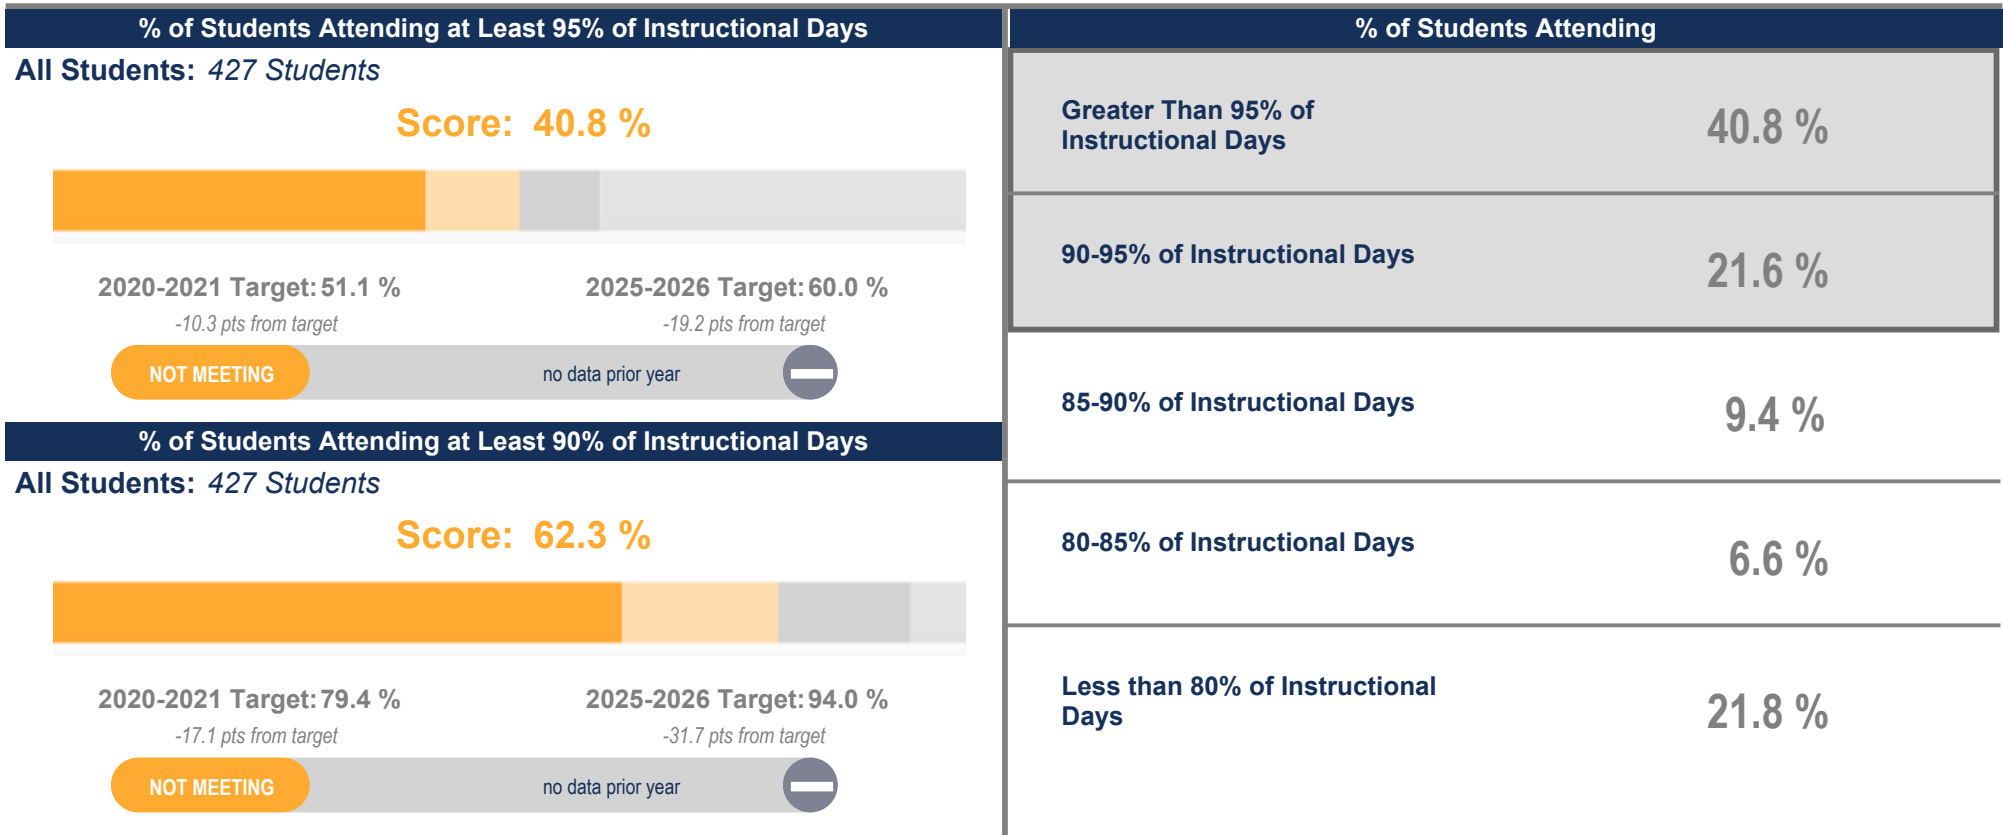 % of Students Attending at Least 95% of Instructional Days
All Students: 427 Students
Score: 40.8 %
2020-2021 Target: 51.1 %
-10.3 pts from target
2025-2026 Target: 60.0 %
-19.2 pts from target
NOT MEETING
no data prior year
% of Students Attending at Least 90% of Instructional Days
All Students: 427 Students
Score: 62.3 %
2020-2021 Target: 79.4 %
-17.1 pts from target
2025-2026 Target: 94.0 %
-31.7 pts from target
NOT MEETING
no data prior year
% of Students Attending
Greater Than 95% of
Instructional Days
40.8 %
90-95% of Instructional Days
21.6 %
85-90% of Instructional Days
9.4 %
80-85% of Instructional Days
6.6 %
Less than 80% of Instructional
Days
21.8 %